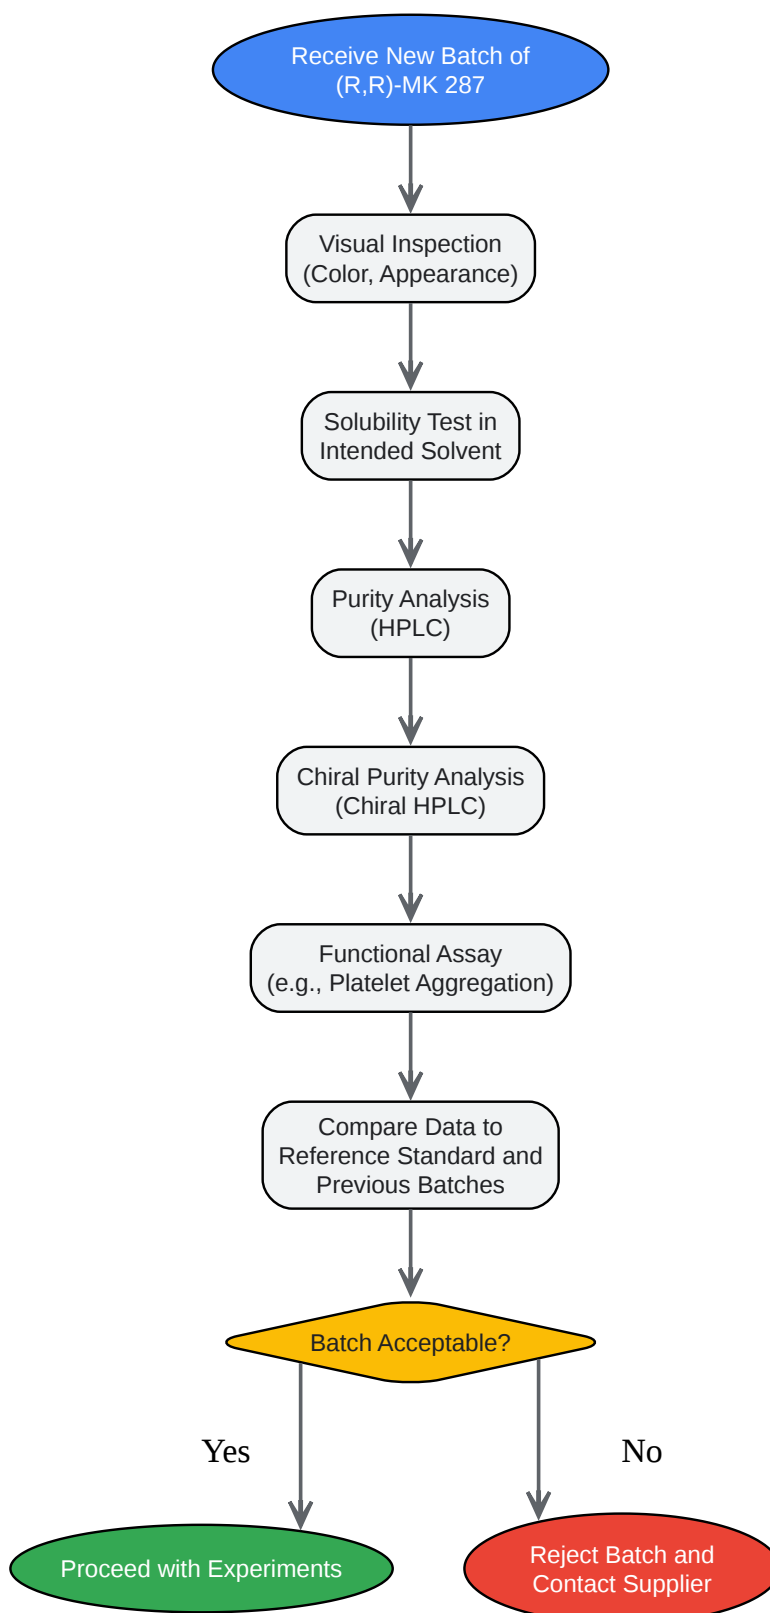 Receive New Batch of
(R,R)-MK 287
Visual Inspection
(Color, Appearance)
Solubility Test in
Intended Solvent
Purity Analysis
(HPLC)
Chiral Purity Analysis
(Chiral HPLC)
Functional Assay
(e.g., Platelet Aggregation)
Compare Data to
Reference Standard and
Previous Batches
Batch Acceptable?
Yes
No
Proceed with Experiments
Reject Batch and
Contact Supplier